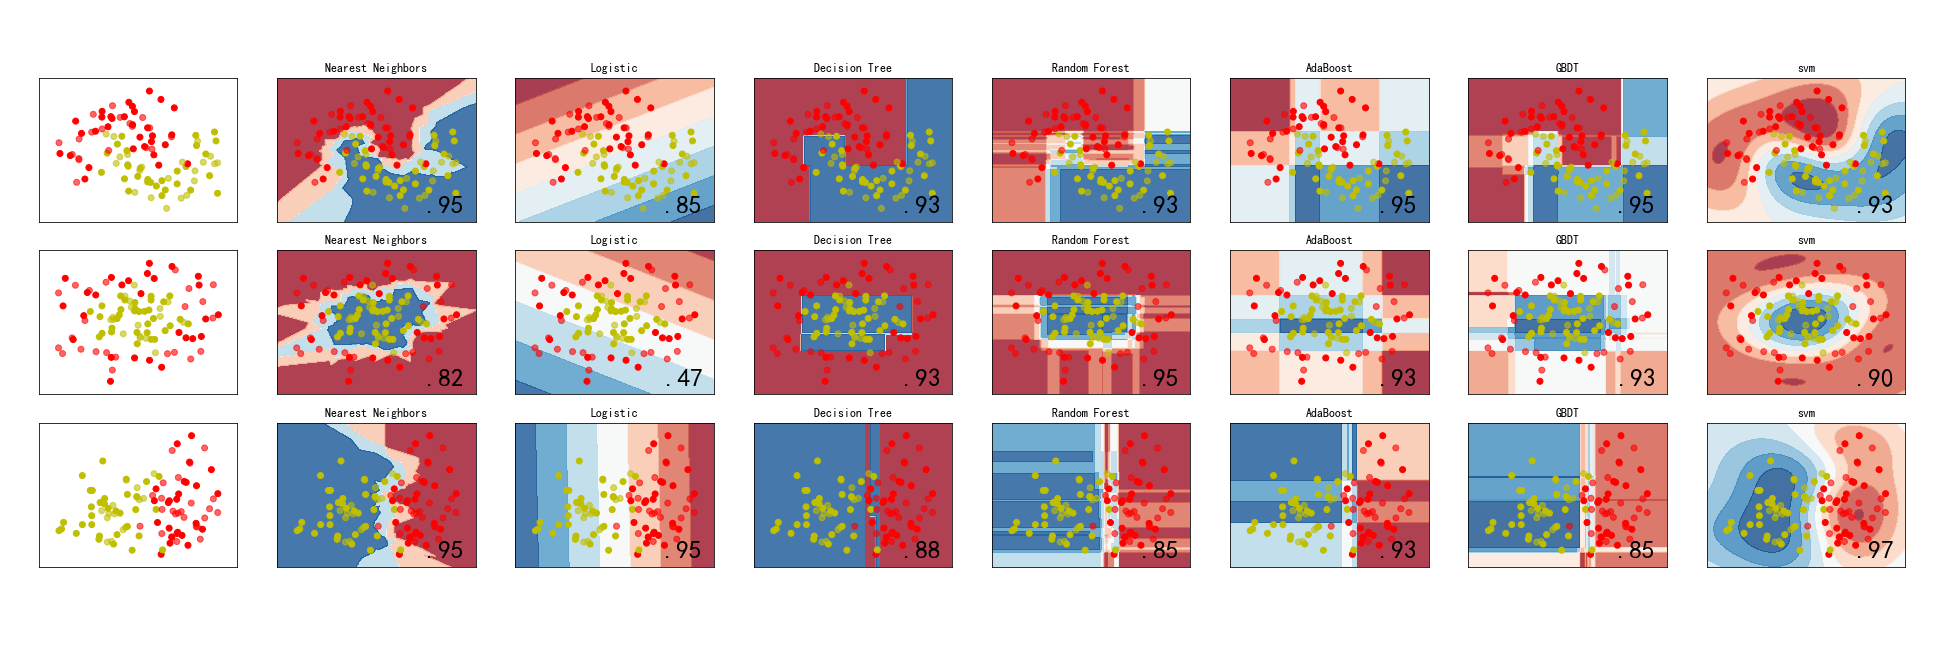 Nearest Neighbors Logistic Decision Tree Random Forest AdaBoost GBDT svm
.95 .85 .93 .93 .95 .95 .93
Nearest Neighbors Logistic Decision Tree Random Forest AdaBoost GBDT svm
.82 .47 .93 .95 .93 .93 .90
Nearest Neighbors Logistic Decision Tree Random Forest AdaBoost GBDT svm
.95 .95 .88 .85 .93 .85 .97